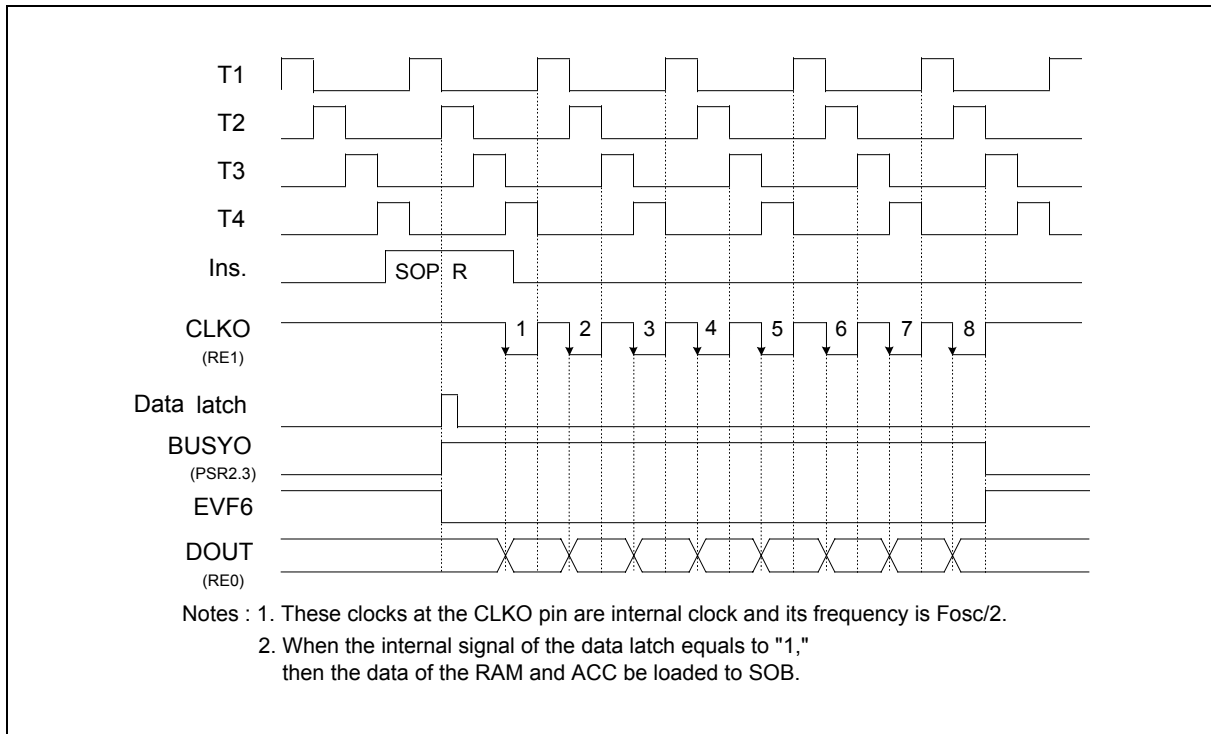 T1
T2
T3
T4
Ins.
SOP R
CLKO
(RE1)
1 2 3 4 5 6 7 8
Data latch
BUSYO
(PSR2.3)
EVF6
DOUT
(RE0)
Notes : 1. These clocks at the CLKO pin are internal clock and its frequency is Fosc/2.
2. When the internal signal of the data latch equals to "1,"
then the data of the RAM and ACC be loaded to SOB.